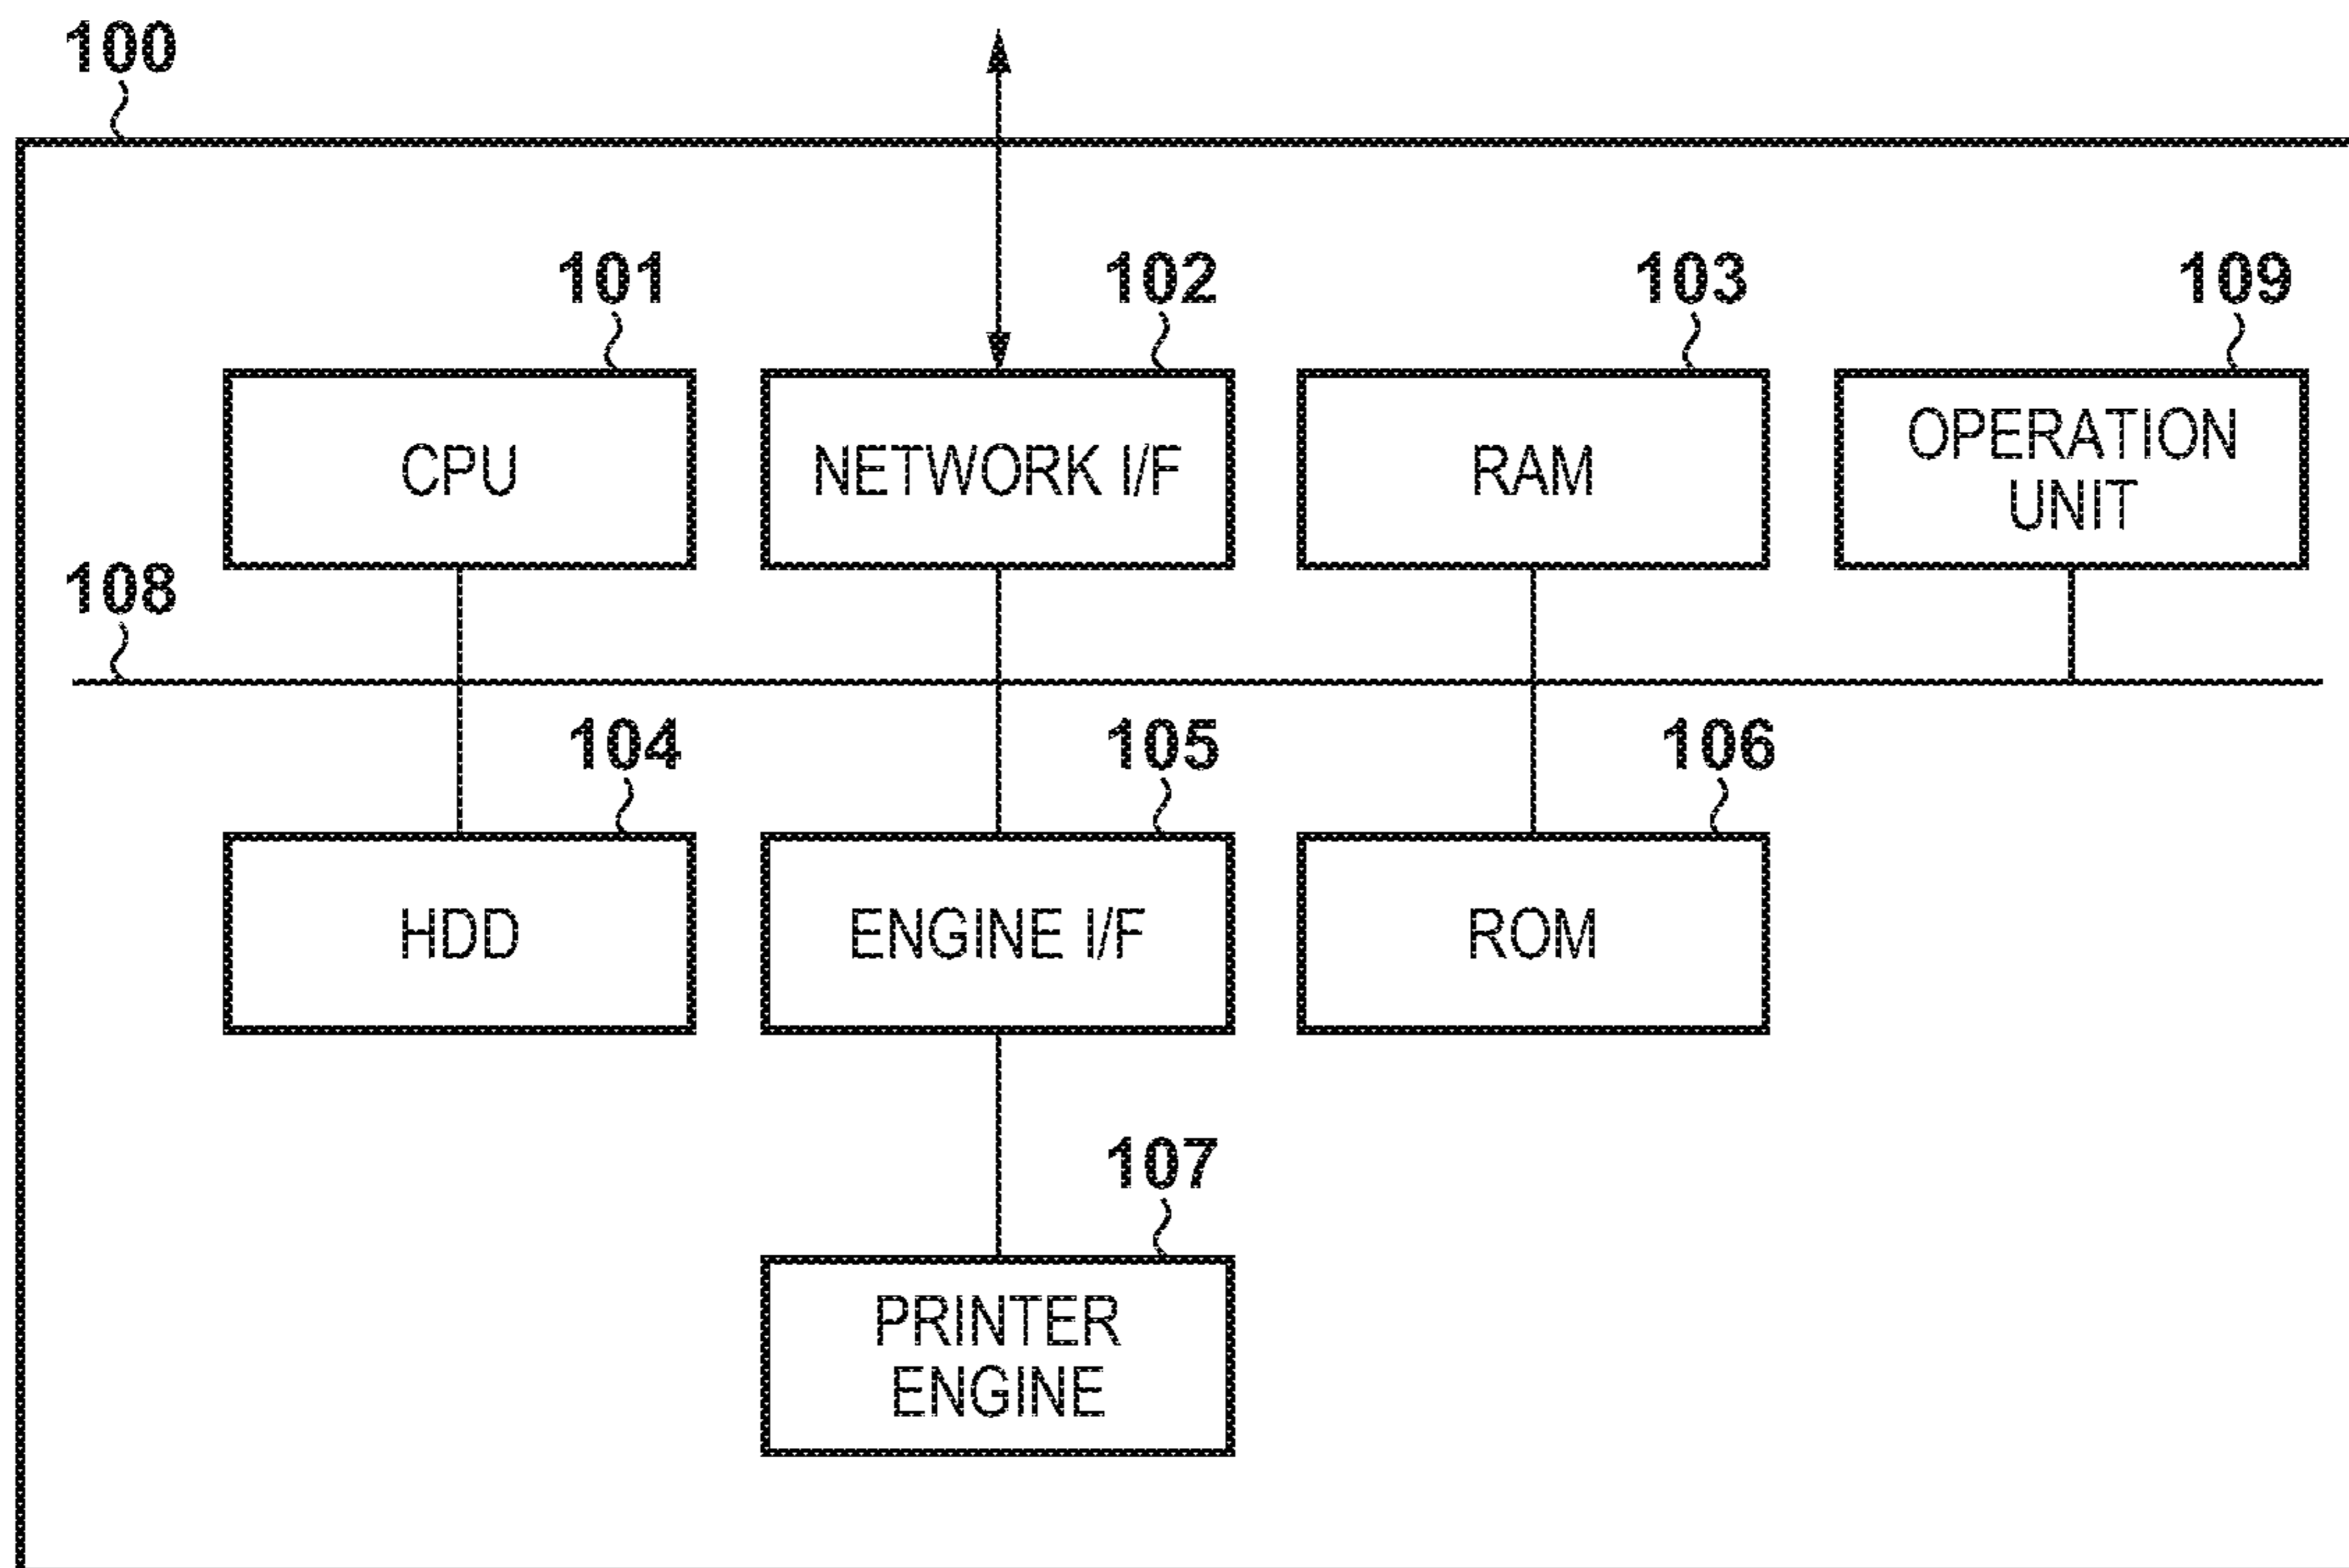 100
101
102
103
109
CPU
NETWORK I/F
RAM
OPERATION
UNIT
108
104
105
106
HDD
ENGINE I/F
ROM
107
PRINTER
ENGINE